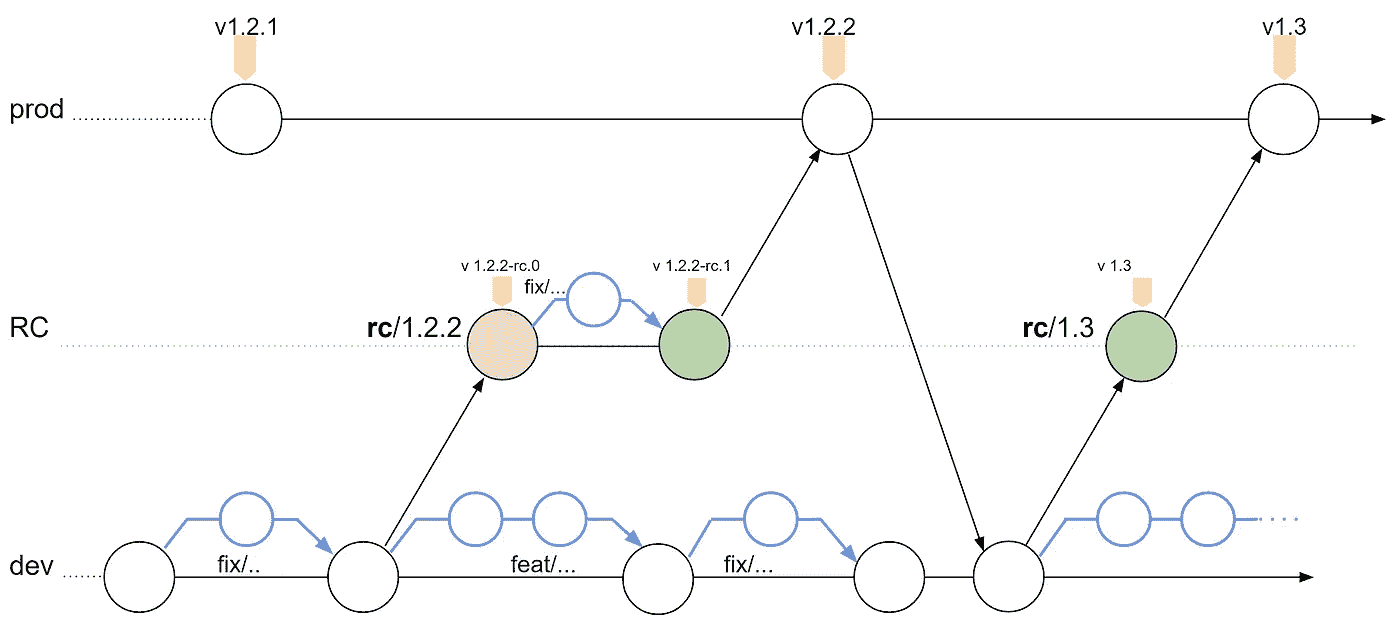 v1.2.1
v1.2.2
v1.3
prod
v 1.2.2-rc.0
v 1.2.2-rc.1
v 1.3
fix/...
RC
rc/1.2.2
rc/1.3
dev
fix/..
feat/...
fix/...